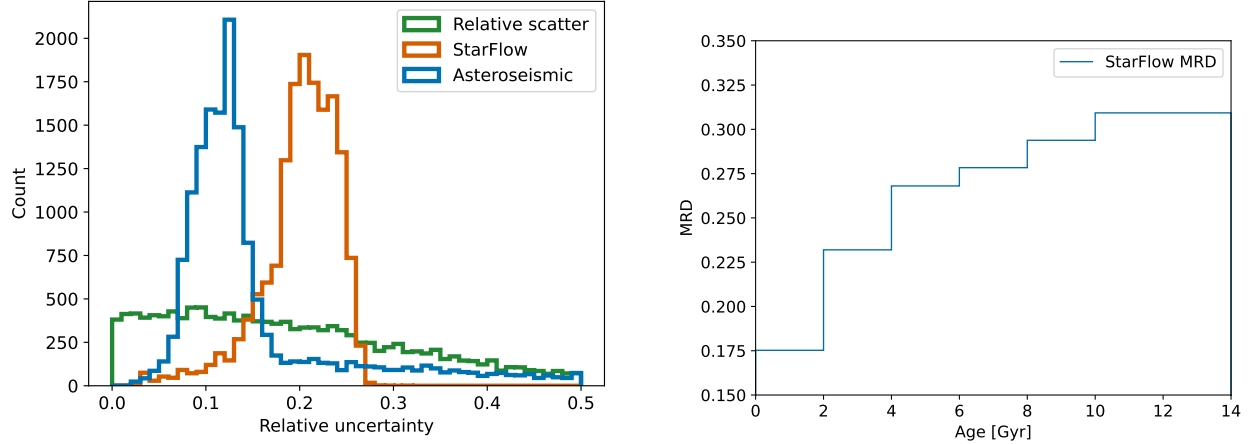 Relative scatter
StarFlow
Asteroseismic
2000
1750
1500
1250
1000
750
500
250
0
Count
0.0 0.1 0.2 0.3 0.4 0.5
Relative uncertainty
StarFlow MRD
0.350
0.325
0.300
0.275
0.250
0.225
0.200
0.175
0.150
MRD
0 2 4 6 8 10 12 14
Age [Gyr]